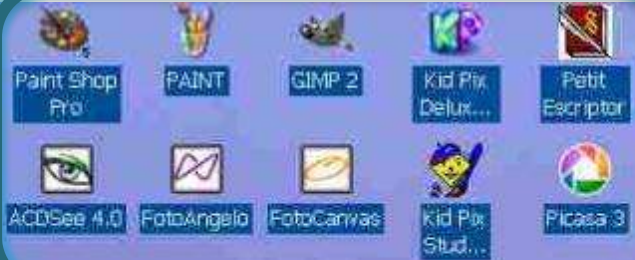 Paint Shop Pro
PAINT
GIMP 2
Kid Pix Delux...
Petit Escriptor
ACDSee 4.0
FotoAngelo
FotoCanvas
Kid Pix Stud...
Picasa 3